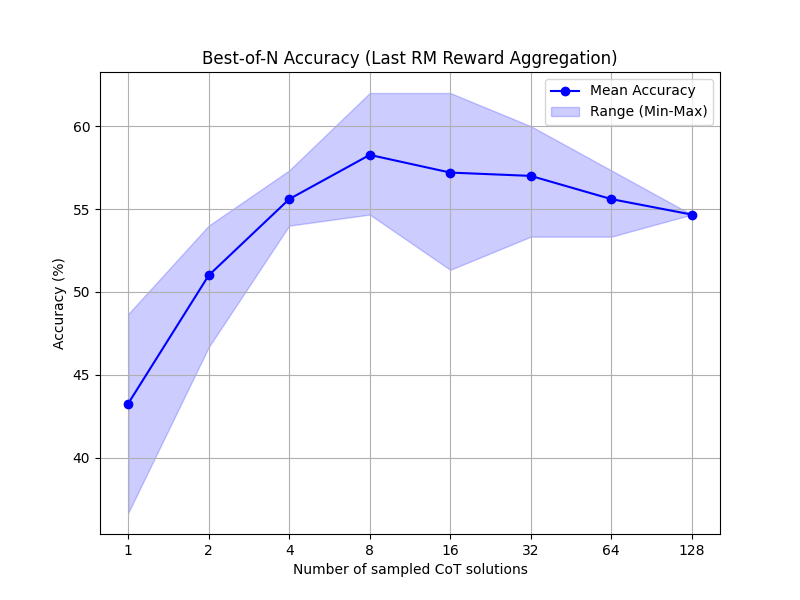 Best-of-N Accuracy (Last RM Reward Aggregation)
Mean Accuracy
Range (Min-Max)
Accuracy (%)
60
55
50
45
40
1 2 4 8 16 32 64 128
Number of sampled CoT solutions